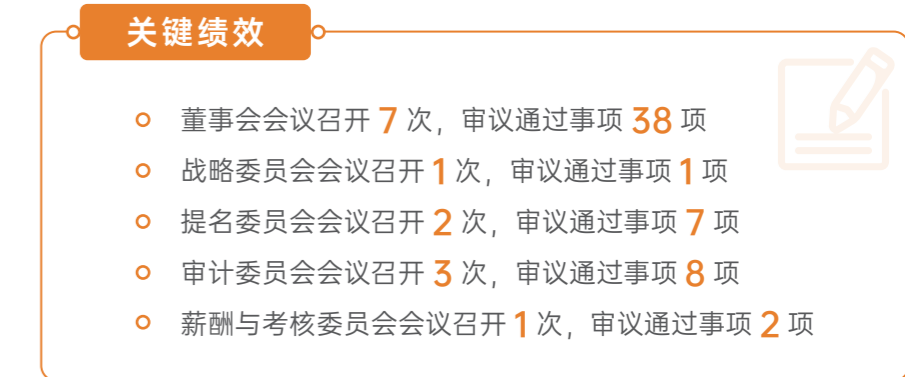 关键绩效
董事会会议召开 7 次，审议通过事项 38 项
战略委员会会议召开 1 次，审议通过事项 1 项
提名委员会会议召开 2 次，审议通过事项 7 项
审计委员会会议召开 3 次，审议通过事项 8 项
薪酬与考核委员会会议召开 1 次，审议通过事项 2 项